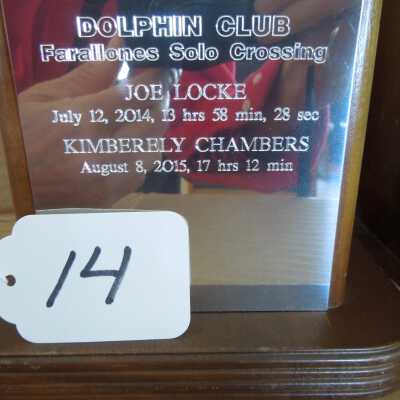 DOLPHIN CLUB
Farallones Solo Crossing
JOE LOCKE
July 12, 2014, 13 hrs 58 min, 28 sec
KIMBERELY CHAMBERS
August 8, 2015, 17 hrs 12 min
14